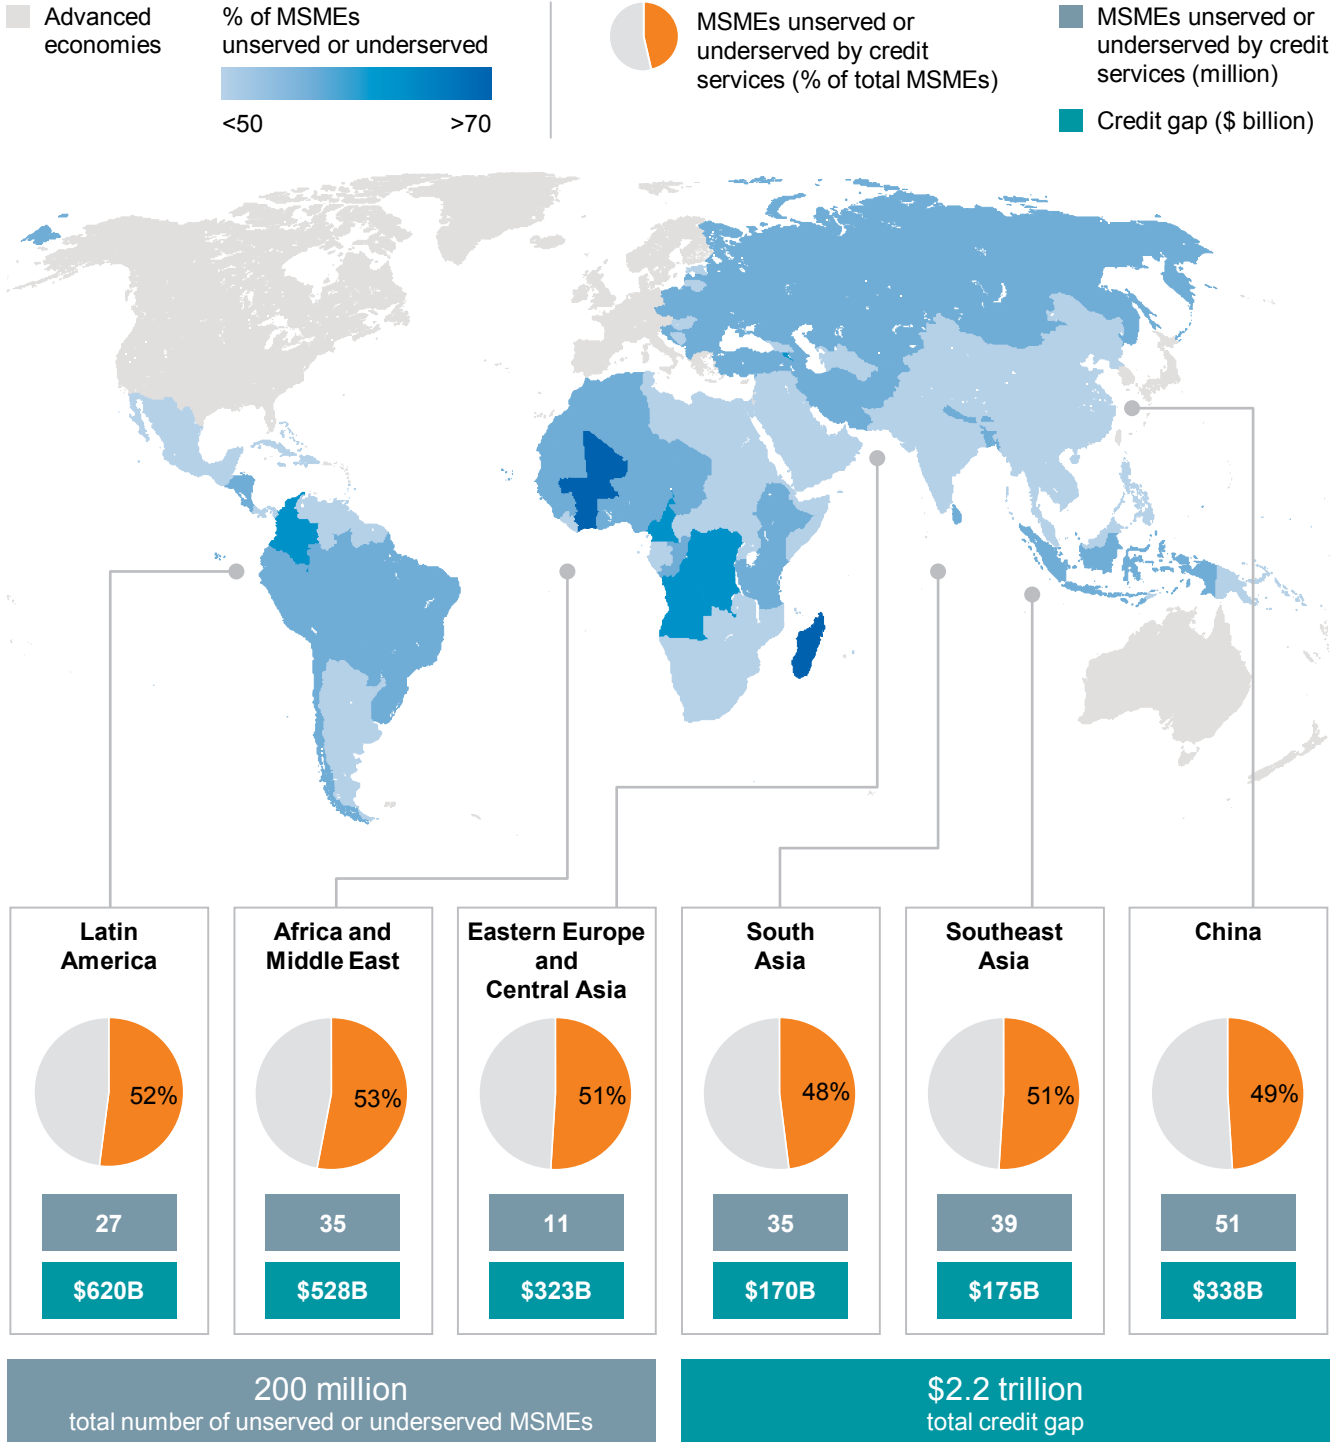 Advanced
economies
% of MSMEs
unserved or underserved
<50
>70
MSMEs unserved or
underserved by credit
services (% of total MSMEs)
MSMEs unserved or
underserved by credit
services (million)
Credit gap ($ billion)
Latin
America
52%
27
$620B
Africa and
Middle East
53%
35
$528B
Eastern Europe
and
Central Asia
51%
11
$323B
South
Asia
48%
35
$170B
Southeast
Asia
51%
39
$175B
China
49%
51
$338B
200 million
total number of unserved or underserved MSMEs
$2.2 trillion
total credit gap